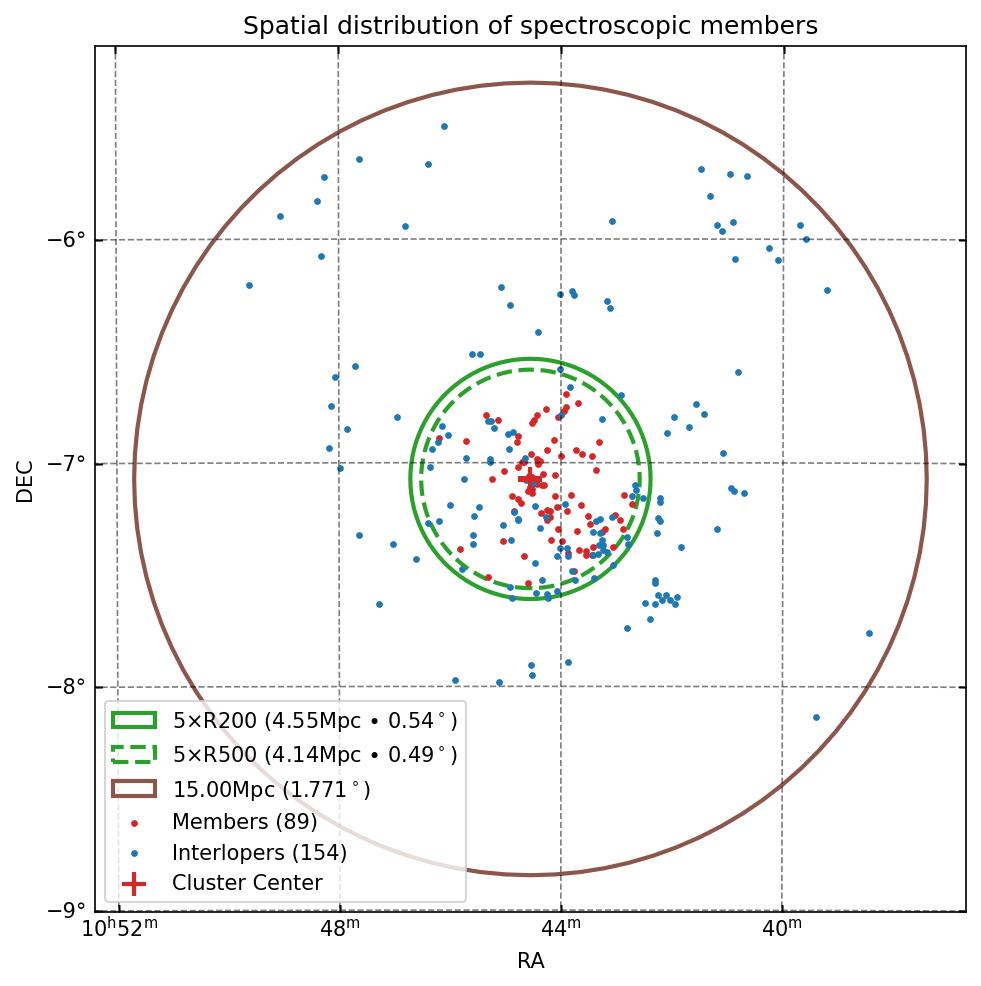 Spatial distribution of spectroscopic members
−6°
−7°
−8°
−9°
DEC
5×R200 (4.55Mpc • 0.54°)
5×R500 (4.14Mpc • 0.49°)
15.00Mpc (1.771°)
Members (89)
Interlopers (154)
Cluster Center
10ʰ52ᵐ 48ᵐ 44ᵐ 40ᵐ
RA